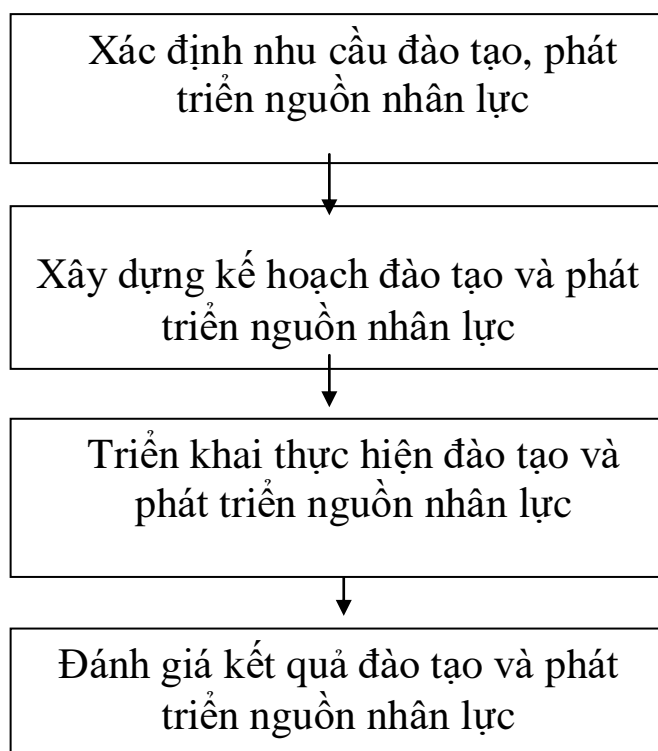 Xác định nhu cầu đào tạo, phát
triển nguồn nhân lực
Xây dựng kế hoạch đào tạo và phát
triển nguồn nhân lực
Triển khai thực hiện đào tạo và
phát triển nguồn nhân lực
Đánh giá kết quả đào tạo và phát
triển nguồn nhân lực